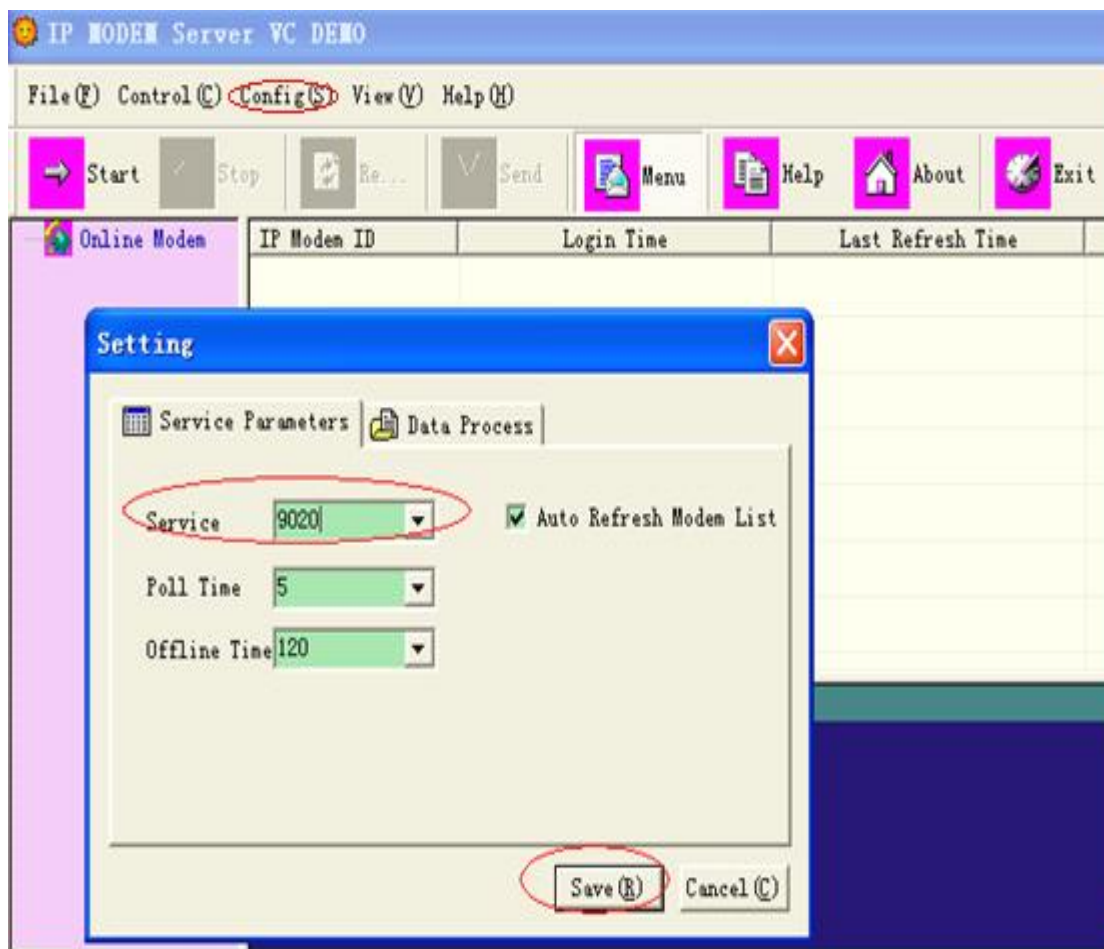 IP MODEM Server VC DEMO
File(F) Control(C) Config(S) View(V) Help(H)
Start Stop Re... Send Menu Help About Exit
Online Modem IP Modem ID Login Time Last Refresh Time
Setting
Service Parameters Data Process
Service 9020 Auto Refresh Modem List
Poll Time 5
Offline Time 120
Save(R) Cancel(C)